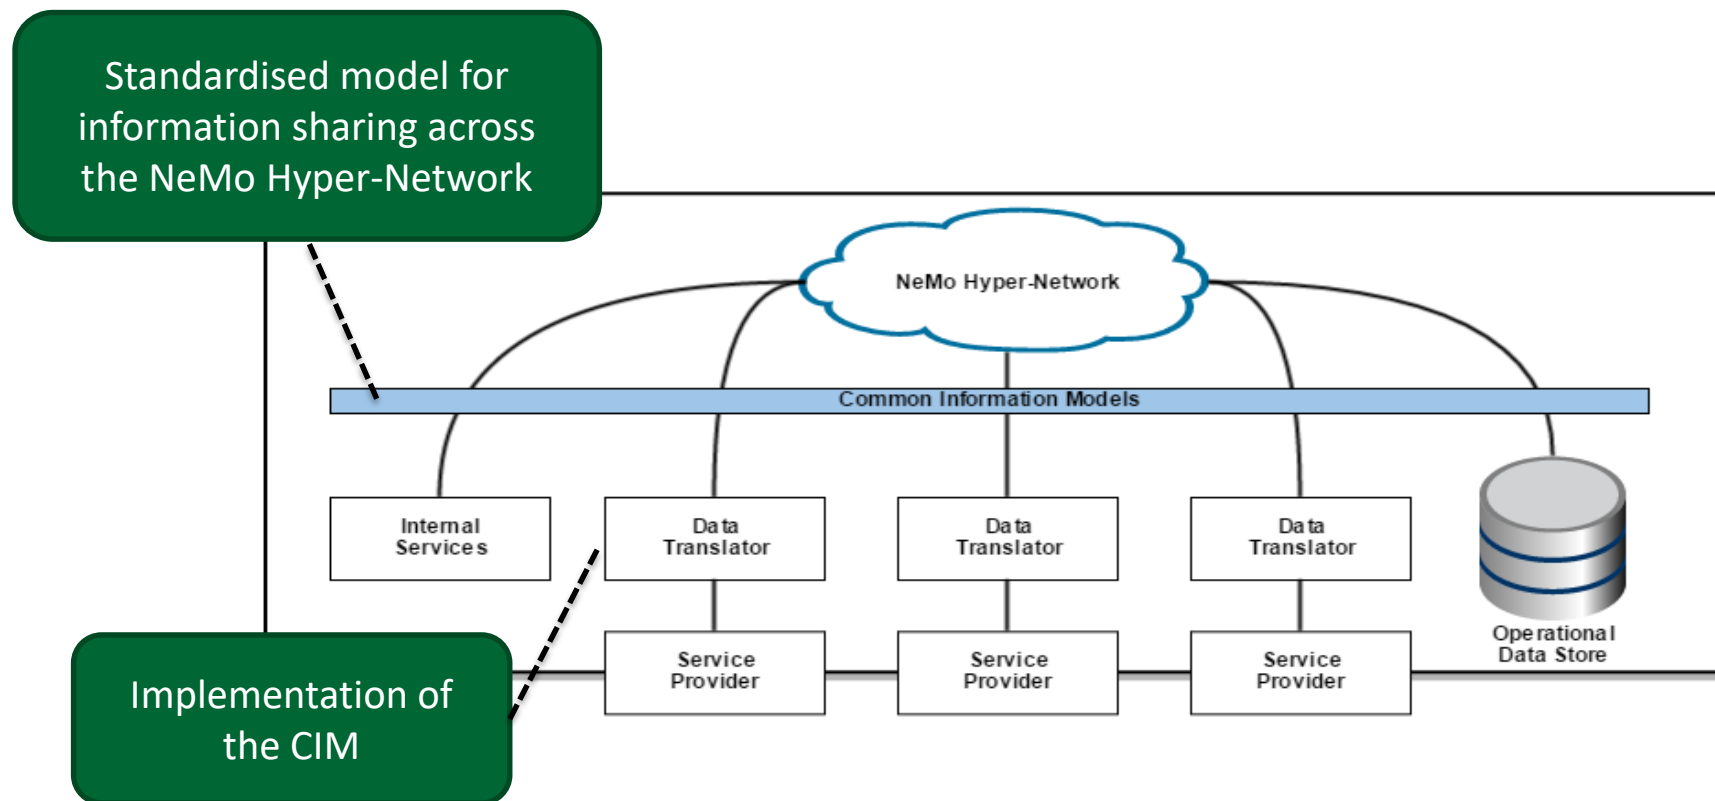 Standardised model for
information sharing across
the NeMo Hyper-Network
NeMo Hyper-Network
Common Information Models
Internal
Services
Data
Translator
Data
Translator
Data
Translator
Operational
Data Store
Service
Provider
Service
Provider
Service
Provider
Implementation of
the CIM